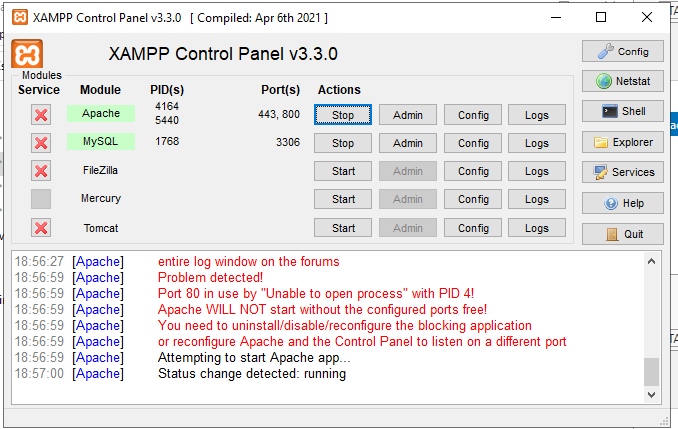 XAMPP Control Panel v3.3.0 [ Compiled: Apr 6th 2021 ]
XAMPP Control Panel v3.3.0
Config
Modules
Service Module PID(s) Port(s) Actions
Netstat
Apache 4164 5440 443, 800 Stop Admin Config Logs
Shell
MySQL 1768 3306 Stop Admin Config Logs
Explorer
FileZilla Start Admin Config Logs
Services
Mercury Start Admin Config Logs
Help
Tomcat Start Admin Config Logs
Quit
18:56:27 [Apache] entire log window on the forums
18:56:59 [Apache] Problem detected!
18:56:59 [Apache] Port 80 in use by "Unable to open process" with PID 4!
18:56:59 [Apache] Apache WILL NOT start without the configured ports free!
18:56:59 [Apache] You need to uninstall/disable/reconfigure the blocking application
18:56:59 [Apache] or reconfigure Apache and the Control Panel to listen on a different port
18:56:59 [Apache] Attempting to start Apache app...
18:57:00 [Apache] Status change detected: running